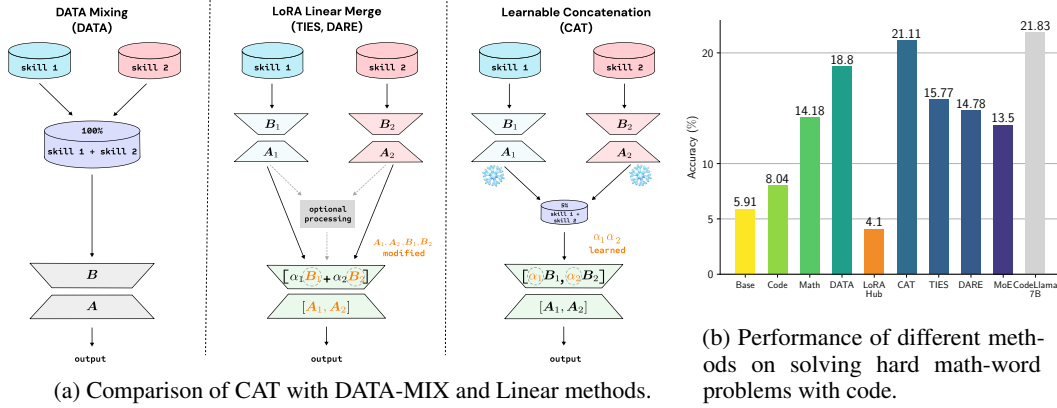 DATA Mixing
(DATA)
skill 1
skill 2
100%
skill 1 + skill 2
B
A
output
LoRA Linear Merge
(TIES, DARE)
skill 1
skill 2
B₁
B₂
A₁
A₂
optional
processing
A₁, A₂, B₁, B₂
modified
[α₁B₁ + α₂B₂]
[A₁, A₂]
output
Learnable Concatenation
(CAT)
skill 1
skill 2
B₁
B₂
A₁
A₂
5%
skill 1 +
skill 2
α₁ α₂
learned
[α₁B₁, α₂B₂]
[A₁, A₂]
output
(a) Comparison of CAT with DATA-MIX and Linear methods.
Accuracy (%)
20
10
5
0
5.91
8.04
14.18
18.8
4.1
21.11
15.77
14.78
13.5
21.83
Base
Code
Math
DATA
LoRA
Hub
CAT
TIES
DARE
MoE
CodeLlama
7B
(b) Performance of different meth-
ods on solving hard math-word
problems with code.